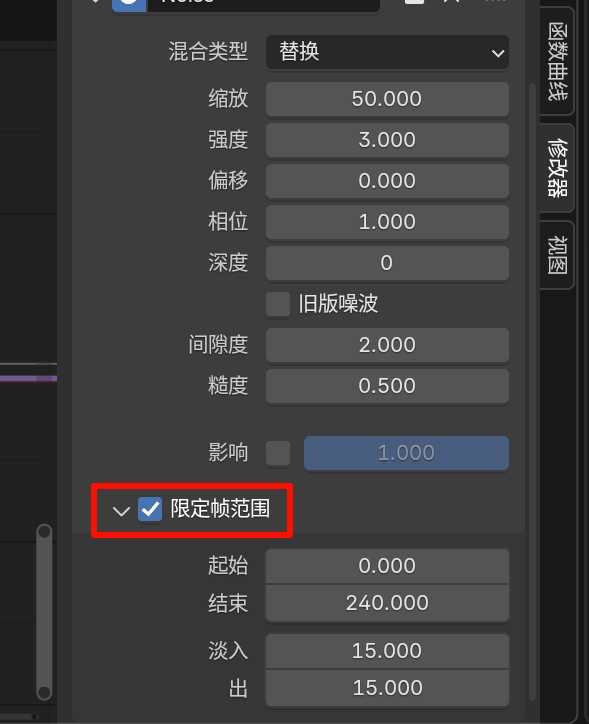 混合类型 替换
缩放 50.000
强度 3.000
偏移 0.000
相位 1.000
深度 0
旧版噪波
间隙度 2.000
糙度 0.500
影响 1.000
限定帧范围
起始 0.000
结束 240.000
淡入 15.000
出 15.000
函数曲线
修改器
视图